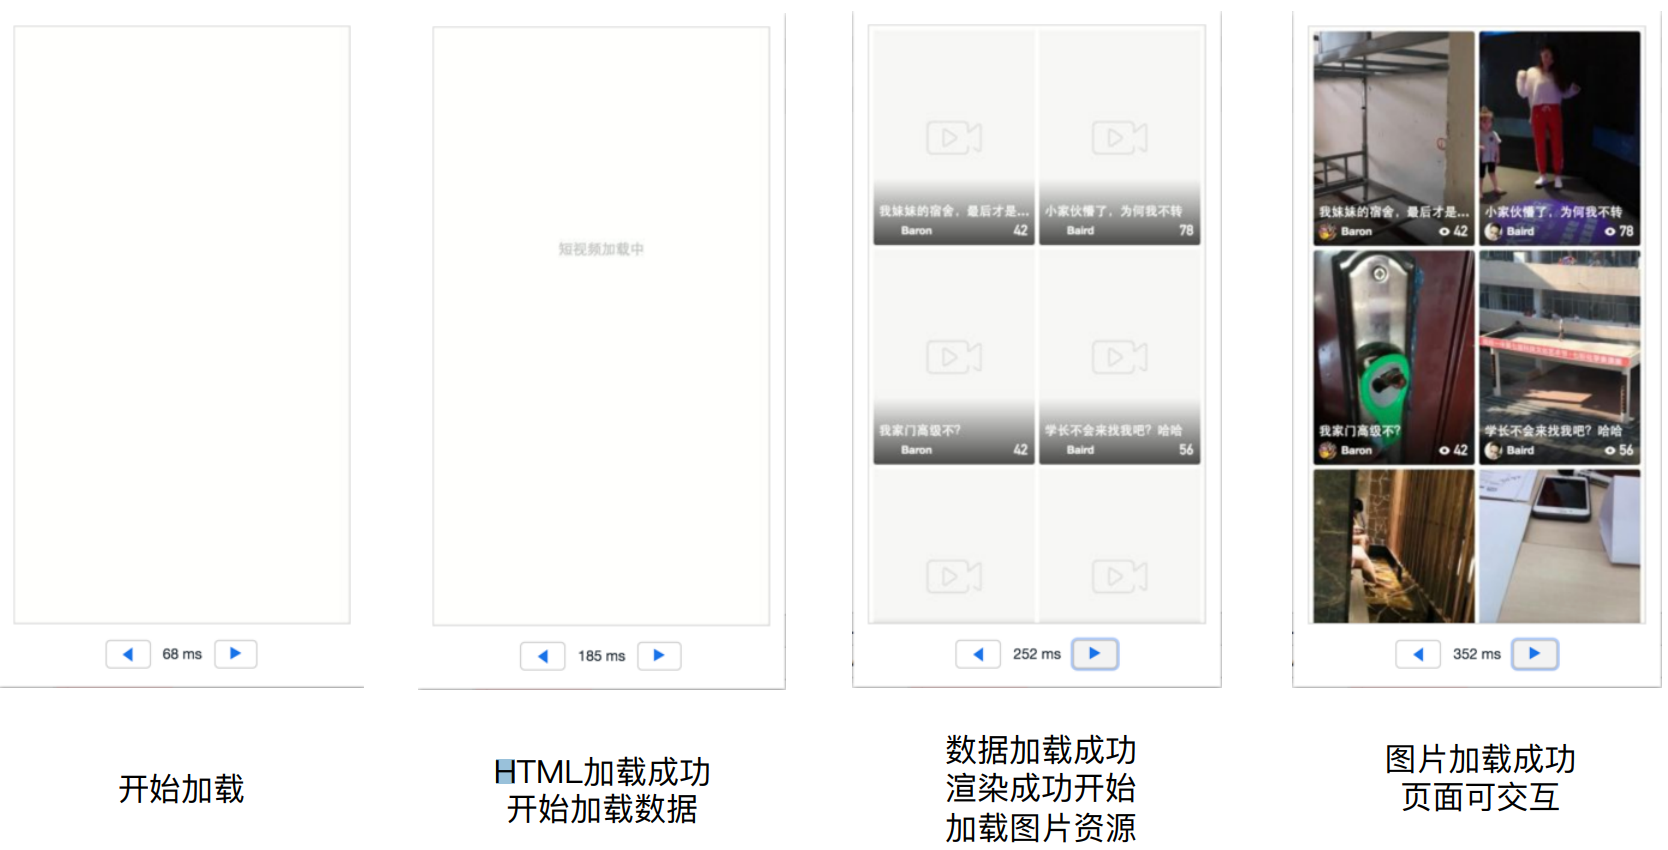 短视频加载中
我妹妹的宿舍，最后才是...
小家伙懵了，为何我不转
Baron
42
Baird
78
我家门高级不？
学长不会来找我吧？哈哈
42
Baron
Baird
56
我妹妹的宿舍，最后才是...
小家伙懵了，为何我不转
Baron
42
Baird
78
我家门高级不？
学长不会来找我吧？哈哈
Baron
42
Baird
56
68 ms
185 ms
252 ms
352 ms
开始加载
HTML加载成功
开始加载数据
数据加载成功
渲染成功开始
加载图片资源
图片加载成功
页面可交互